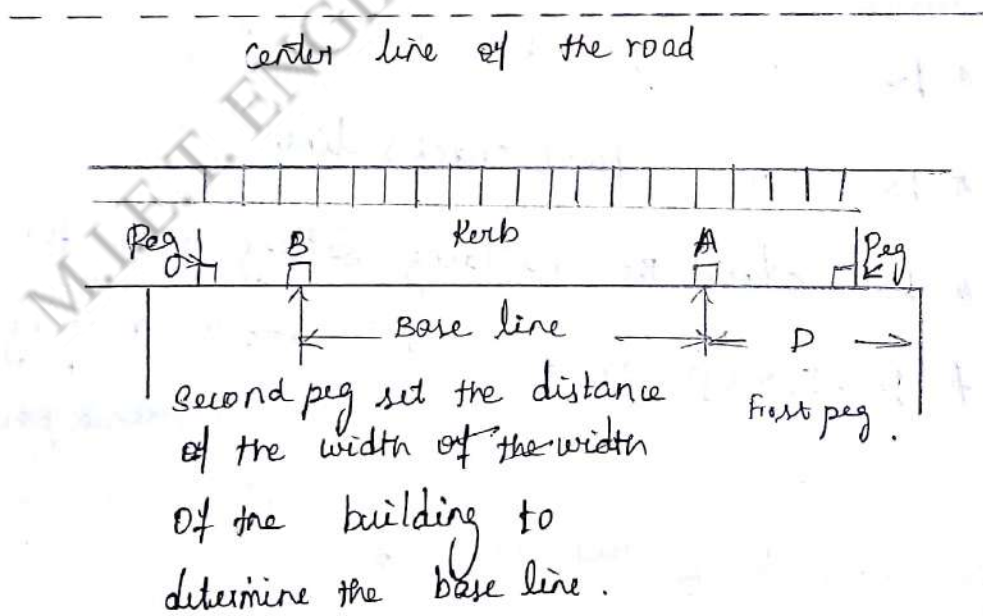 center line of the road
M.I.E.T. ENGI
Kerb
Peg B A Peg
Base line D
Second peg set the distance
of the width of the width
of the building to
determine the base line.
First peg.